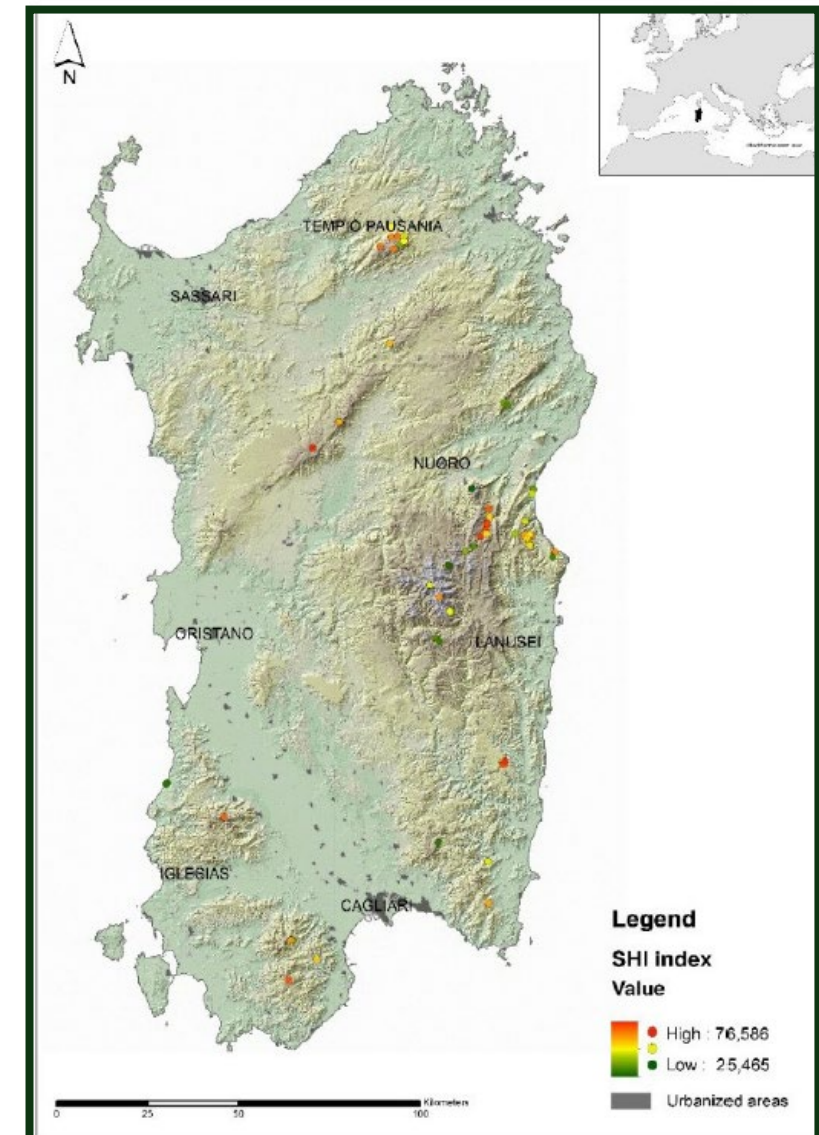 N
TEMPIO PAUSANIA
SASSARI
NUORO
ORISTANO
LANUSEI
IGLESIAS
CAGLIARI
Legend
SHI index
Value
High : 76,586
Low : 25,465
Urbanized areas
Kilometers
0 25 50 100